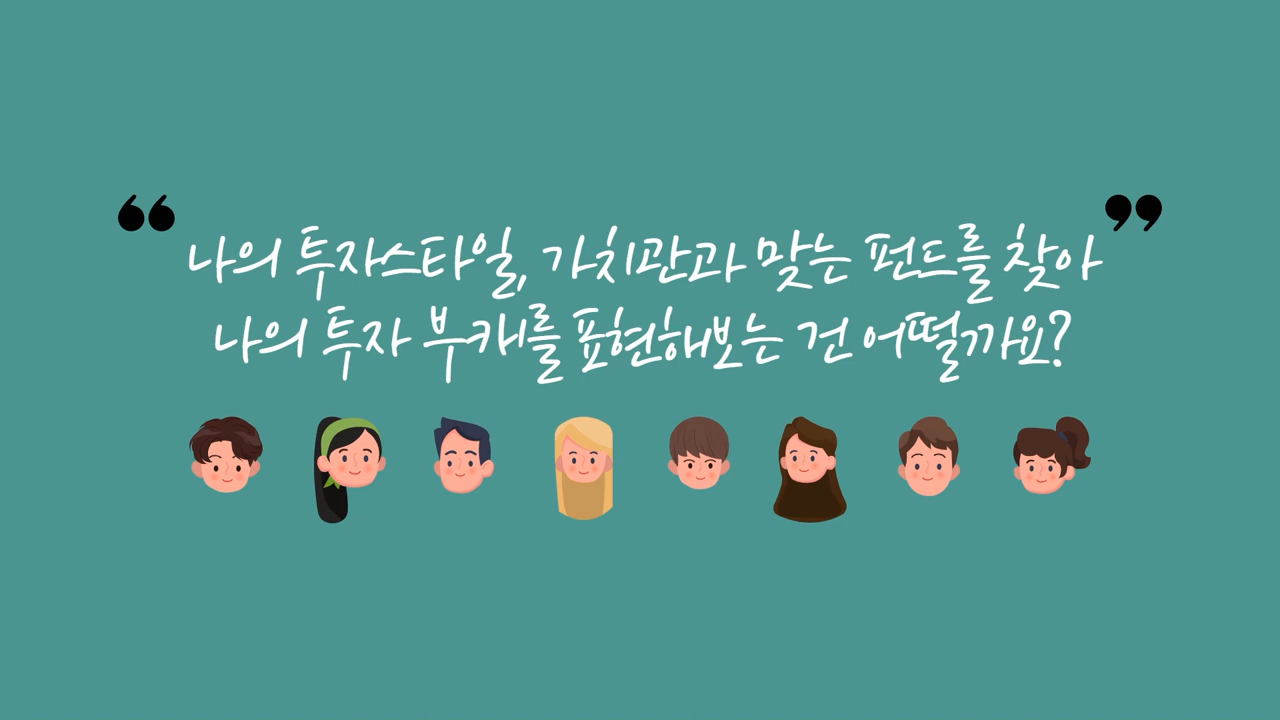 ❝나의 투자스타일, 가치관과 맞는 펀드를 찾아
나의 투자 부캐를 표현해보는 건 어떨까요?❞